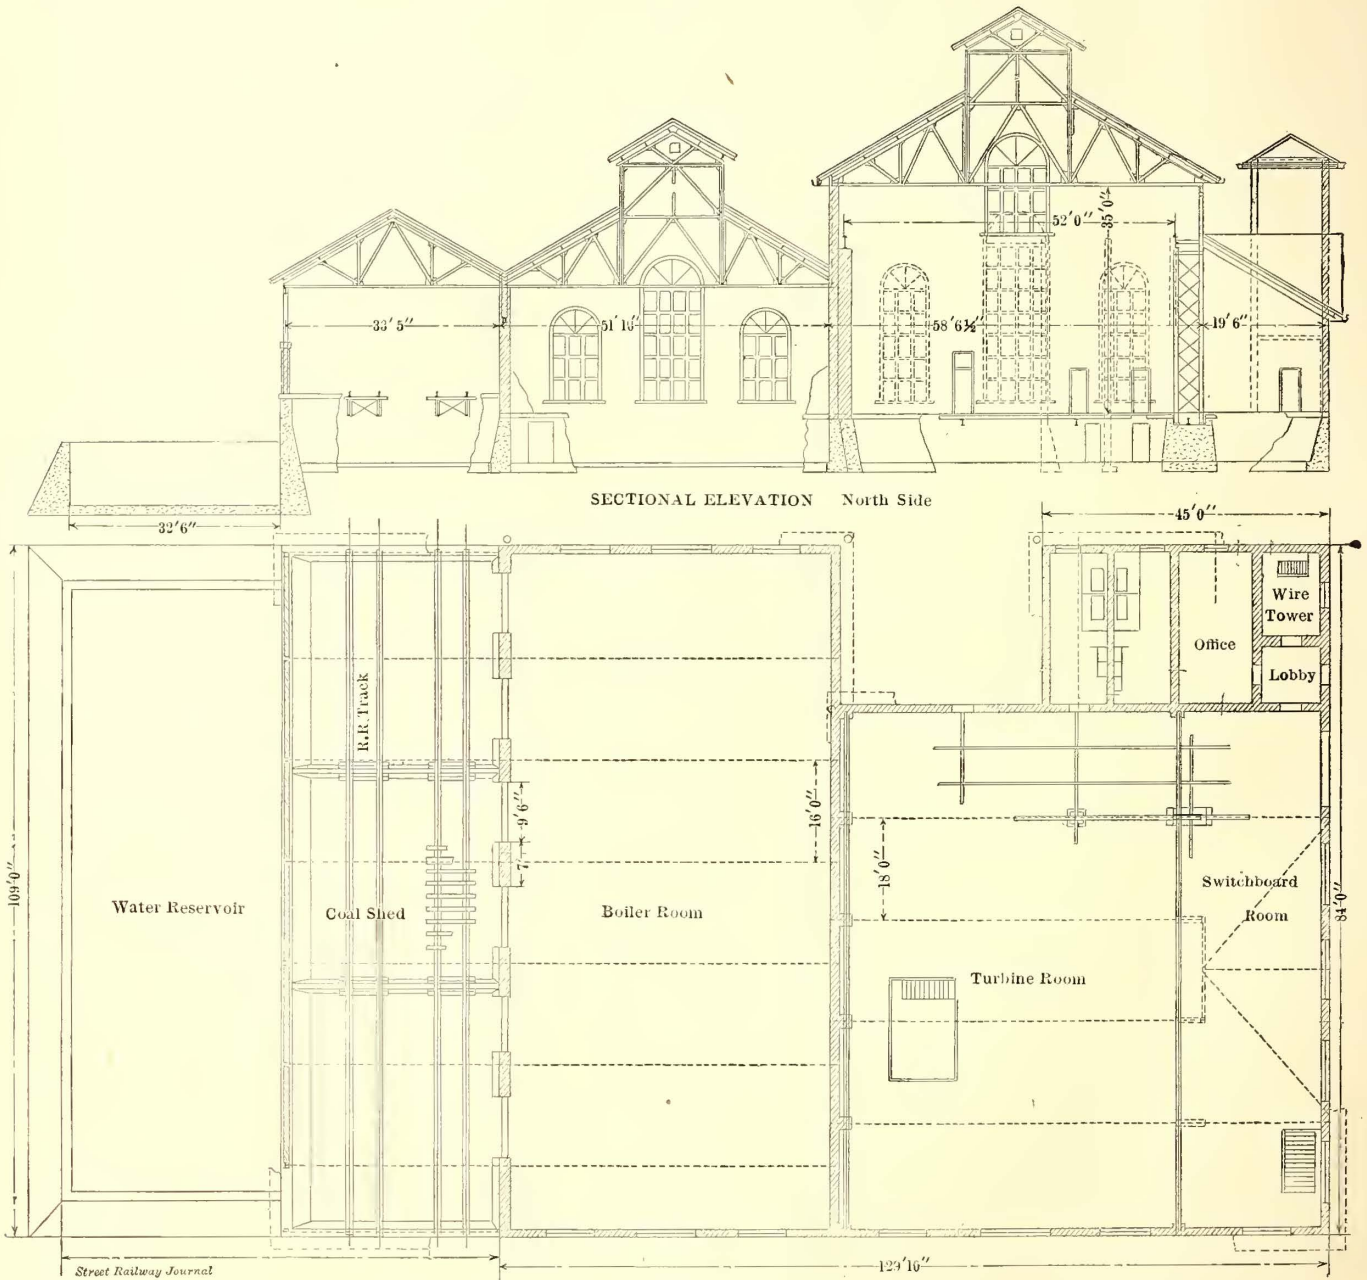 52'0"
35'0"
33'5"
51'10"
58'6½"
19'6"
SECTIONAL ELEVATION North Side
32'6"
45'0"
Wire
Tower
Office
Lobby
R.R. Track
9'6"
7'
16'0"
18'0"
109'0"
84'0"
Water Reservoir
Coal Shed
Boiler Room
Switchboard
Room
Turbine Room
129'10"
Street Railway Journal